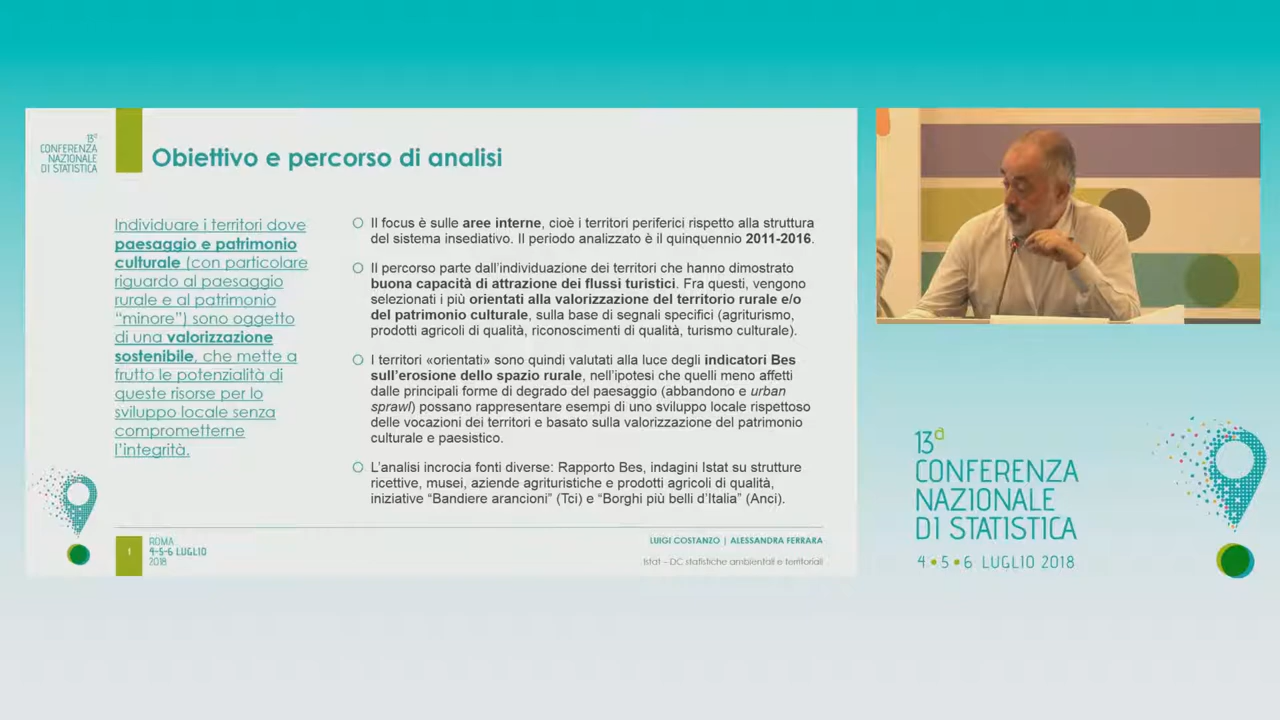 13ª
CONFERENZA
NAZIONALE
DI STATISTICA
Obiettivo e percorso di analisi
Individuare i territori dove
paesaggio e patrimonio
culturale (con particolare
riguardo al paesaggio
rurale e al patrimonio
“minore”) sono oggetto
di una valorizzazione
sostenibile, che mette a
frutto le potenzialità di
queste risorse per lo
sviluppo locale senza
comprometterne
l’integrità.
Il focus è sulle aree interne, cioè i territori periferici rispetto alla struttura
del sistema insediativo. Il periodo analizzato è il quinquennio 2011-2016.
Il percorso parte dall’individuazione dei territori che hanno dimostrato
buona capacità di attrazione dei flussi turistici. Fra questi, vengono
selezionati i più orientati alla valorizzazione del territorio rurale e/o
del patrimonio culturale, sulla base di segnali specifici (agriturismo,
prodotti agricoli di qualità, riconoscimenti di qualità, turismo culturale).
I territori «orientati» sono quindi valutati alla luce degli indicatori Bes
sull’erosione dello spazio rurale, nell’ipotesi che quelli meno affetti
dalle principali forme di degrado del paesaggio (abbandono e urban
sprawl) possano rappresentare esempi di uno sviluppo locale rispettoso
delle vocazioni dei territori e basato sulla valorizzazione del patrimonio
culturale e paesistico.
L’analisi incrocia fonti diverse: Rapporto Bes, indagini Istat su strutture
ricettive, musei, aziende agrituristiche e prodotti agricoli di qualità,
iniziative “Bandiere arancioni” (Tci) e “Borghi più belli d’Italia” (Anci).
1
ROMA
4-5-6 LUGLIO
2018
LUIGI COSTANZO | ALESSANDRA FERRARA
Istat – DC statistiche ambientali e territoriali
13ª
CONFERENZA
NAZIONALE
DI STATISTICA
4•5•6 LUGLIO 2018